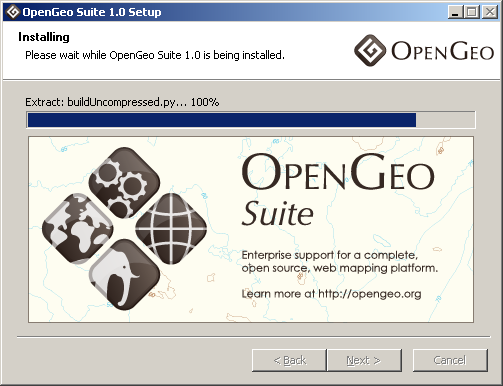 OpenGeo Suite 1.0 Setup
Installing
Please wait while OpenGeo Suite 1.0 is being installed.
OPENGEO
Extract: buildUncompressed.py... 100%
OPENGEO
Suite
Enterprise support for a complete,
open source, web mapping platform.
Learn more at http://opengeo.org
< Back
Next >
Cancel